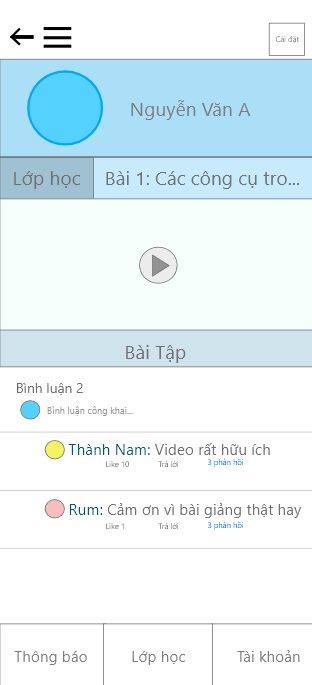 Cài đặt
Nguyễn Văn A
Lớp học
Bài 1: Các công cụ tro...
Bài Tập
Bình luận 2
Bình luận công khai...
Thành Nam: Video rất hữu ích
Like 10 Trả lời 3 phản hồi
Rum: Cảm ơn vì bài giảng thật hay
Like 1 Trả lời 3 phản hồi
Thông báo Lớp học Tài khoản